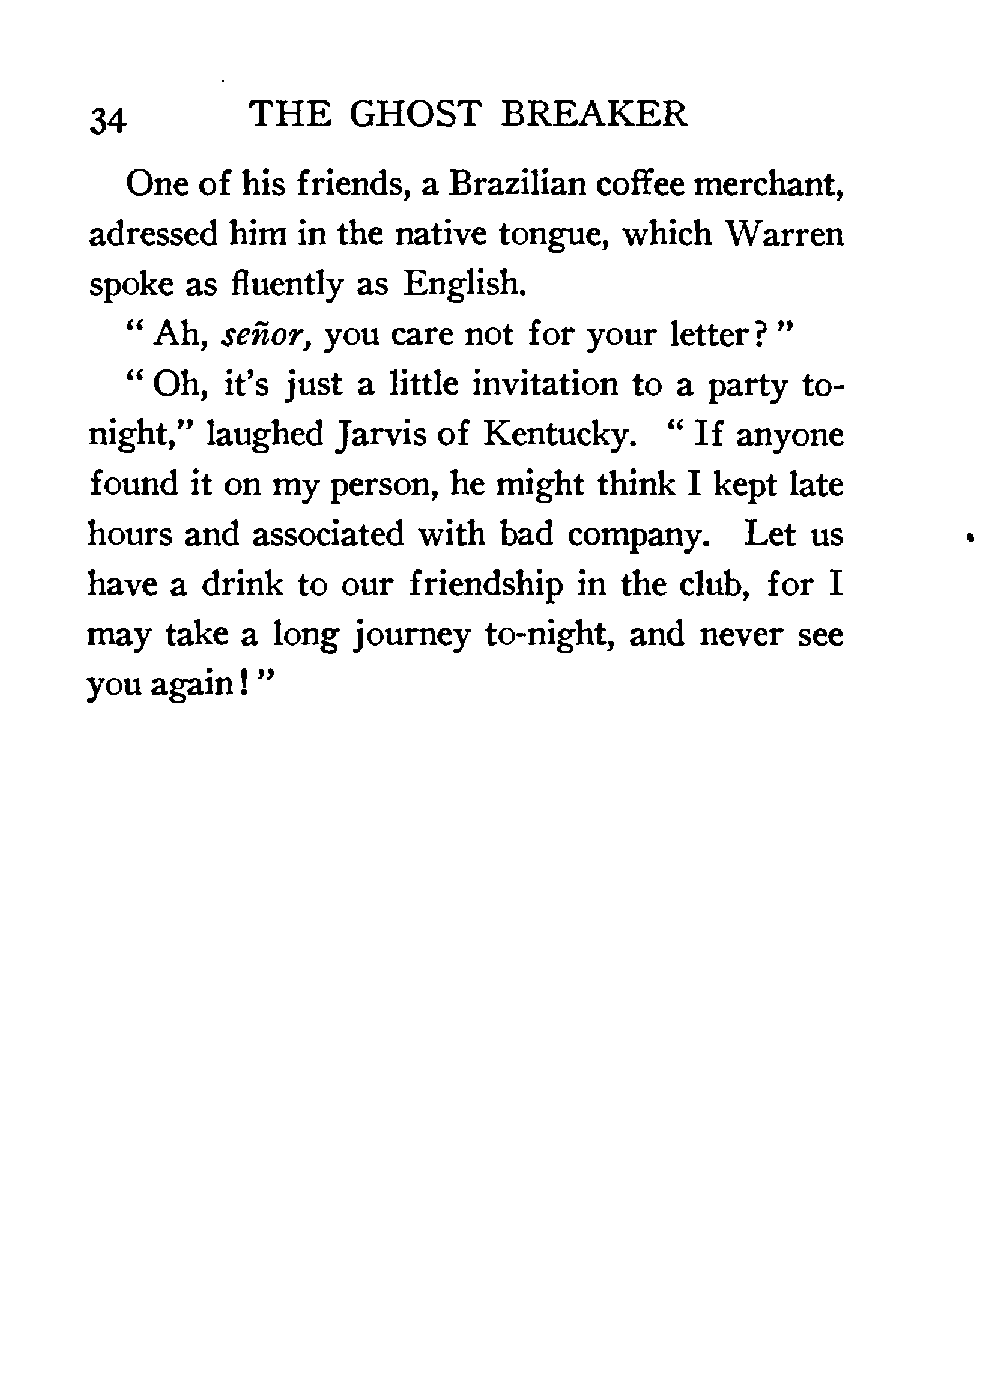 34 THE GHOST BREAKER
One of his friends, a Brazilian coffee merchant,
adressed him in the native tongue, which Warren
spoke as fluently as English.
“ Ah, señor, you care not for your letter? ”
“ Oh, it's just a little invitation to a party to-
night,” laughed Jarvis of Kentucky. “ If anyone
found it on my person, he might think I kept late
hours and associated with bad company. Let us
have a drink to our friendship in the club, for I
may take a long journey to-night, and never see
you again! ”